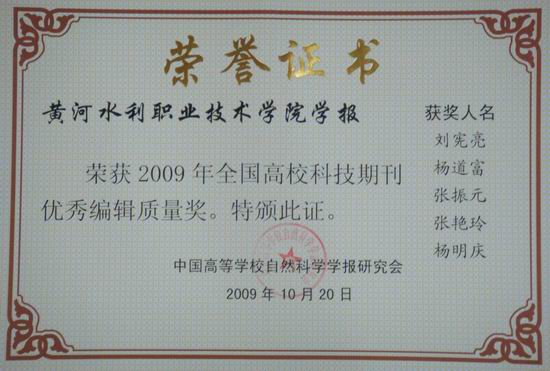 荣誉证书
黄河水利职业技术学院学报
荣获2009年全国高校科技期刊
优秀编辑质量奖。特颁此证。
中国高等学校自然科学学报研究会
2009年10月20日
获奖人名
刘宪亮
杨道富
张振元
张艳玲
杨明庆